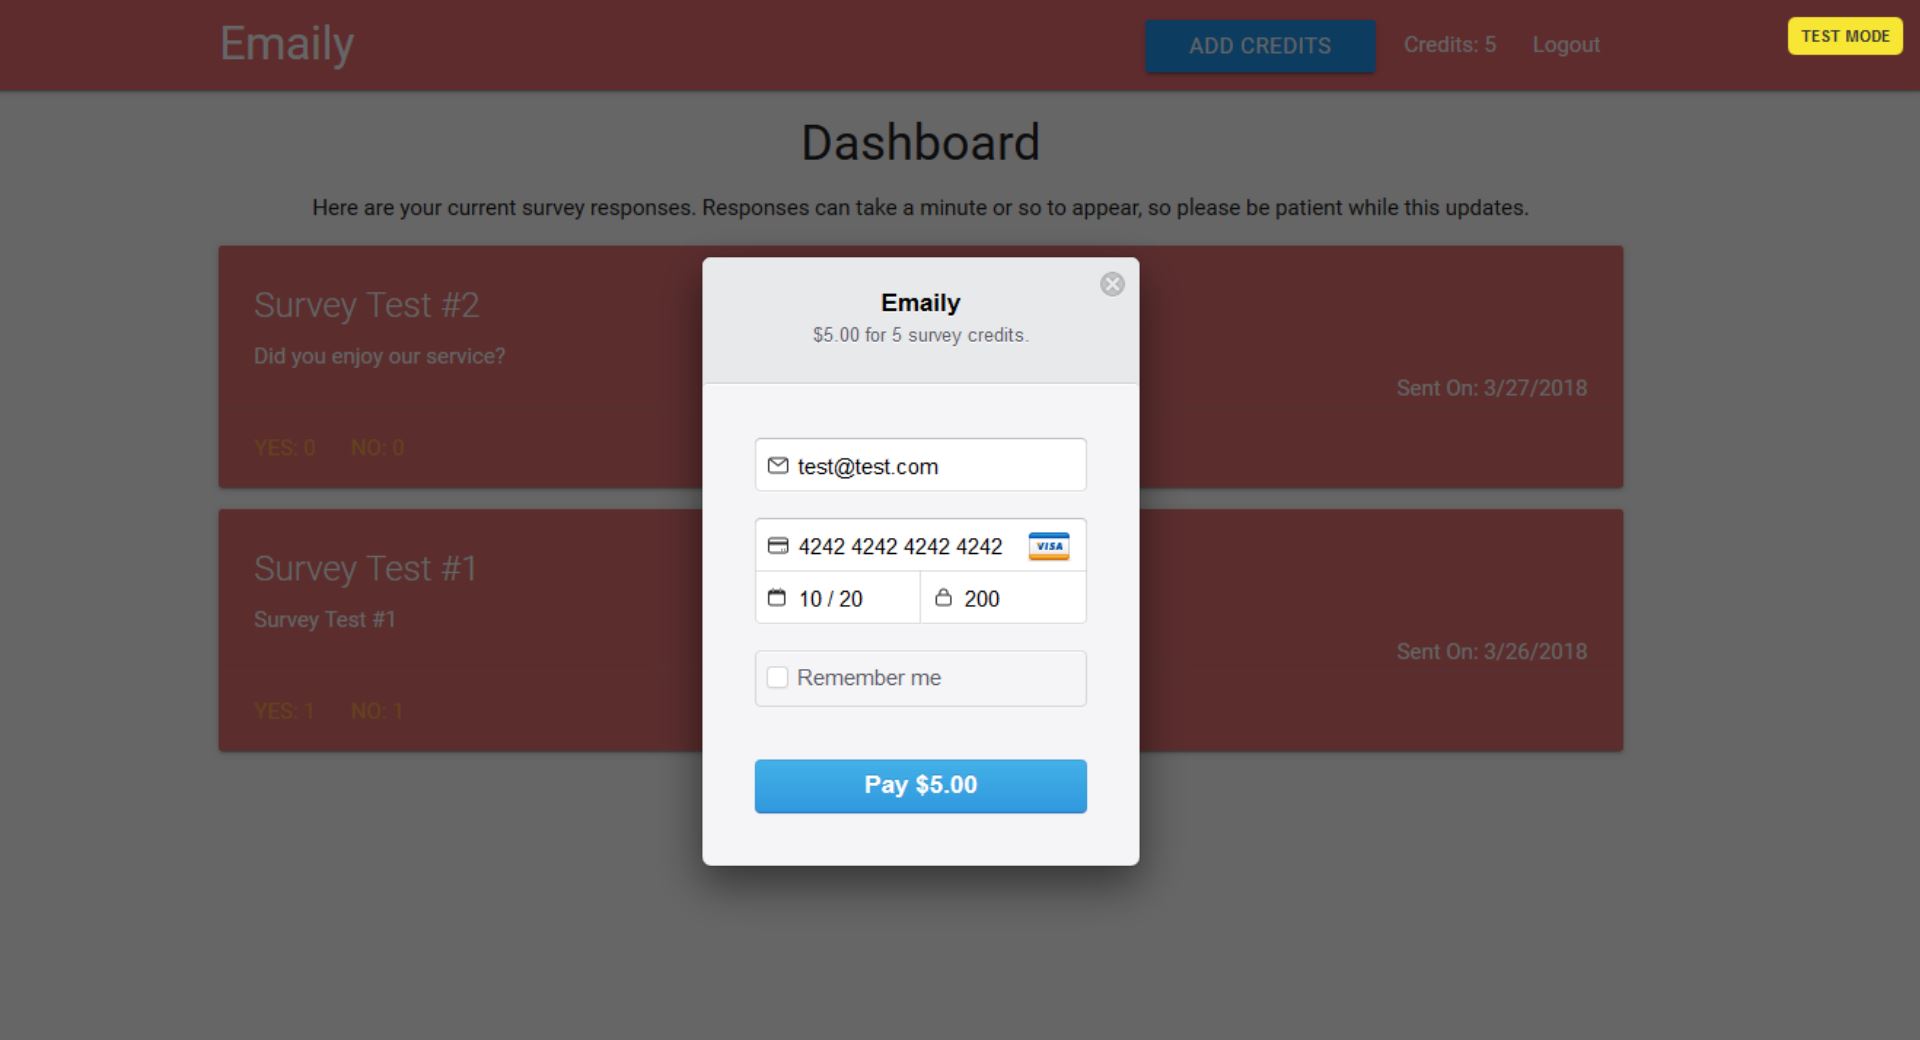 Emaily
ADD CREDITS
Credits: 5
Logout
TEST MODE
Dashboard
Here are your current survey responses. Responses can take a minute or so to appear, so please be patient while this updates.
Survey Test #2
Did you enjoy our service?
Sent On: 3/27/2018
YES: 0 NO: 0
Survey Test #1
Survey Test #1
Sent On: 3/26/2018
YES: 1 NO: 1
Emaily
$5.00 for 5 survey credits.
test@test.com
4242 4242 4242 4242 VISA
10 / 20 200
Remember me
Pay $5.00